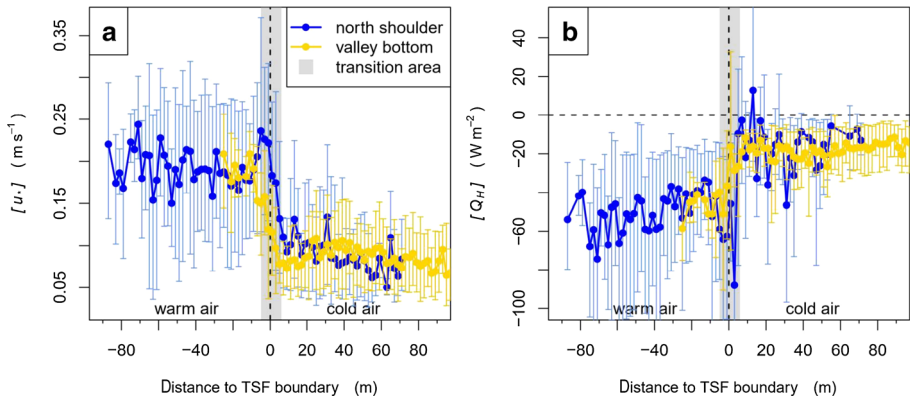 a
north shoulder
valley bottom
transition area
0.35
0.25
0.15
0.05
[u*] (m s−1)
warm air
cold air
−80 −40 0 20 40 60 80
Distance to TSF boundary (m)
b
40
20
0
−20
−60
−100
[QH] (W m−2)
warm air
cold air
−80 −40 0 20 40 60 80
Distance to TSF boundary (m)